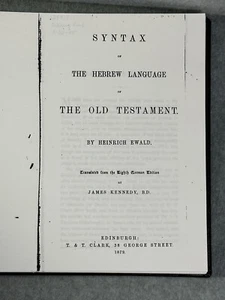 SYNTAX
OF
THE HEBREW LANGUAGE
OF
THE OLD TESTAMENT.
BY HEINRICH EWALD.
Translated from the Eighth German Edition
BY
JAMES KENNEDY, B.D.
EDINBURGH:
T. & T. CLARK, 38 GEORGE STREET.
1879.